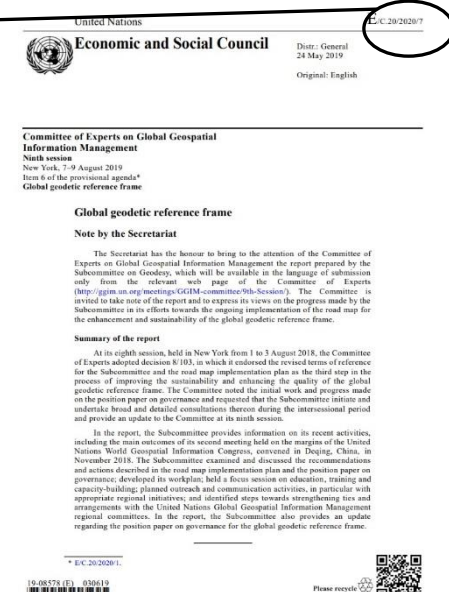 United Nations
E/C.20/2020/7
Economic and Social Council
Distr.: General
24 May 2019
Original: English
Committee of Experts on Global Geospatial
Information Management
Ninth session
New York, 7–9 August 2019
Item 6 of the provisional agenda*
Global geodetic reference frame
Global geodetic reference frame
Note by the Secretariat
The Secretariat has the honour to bring to the attention of the Committee of
Experts on Global Geospatial Information Management the report prepared by the
Subcommittee on Geodesy, which will be available in the language of submission
only from the relevant web page of the Committee of Experts
(http://ggim.un.org/meetings/GGIM-committee/9th-Session/). The Committee is
invited to take note of the report and to express its views on the progress made by the
Subcommittee in its efforts towards the ongoing implementation of the road map for
the enhancement and sustainability of the global geodetic reference frame.
Summary of the report
At its eighth session, held in New York from 1 to 3 August 2018, the Committee
of Experts adopted decision 8/103, in which it endorsed the revised terms of reference
for the Subcommittee and the road map implementation plan as the third step in the
process of improving the sustainability and enhancing the quality of the global
geodetic reference frame. The Committee noted the initial work and progress made
on the position paper on governance and requested that the Subcommittee initiate and
undertake broad and detailed consultations thereon during the intersessional period
and provide an update to the Committee at its ninth session.
In the report, the Subcommittee provides information on its recent activities,
including the main outcomes of its second meeting held on the margins of the United
Nations World Geospatial Information Congress, convened in Deqing, China, in
November 2018. The Subcommittee examined and discussed the recommendations
and actions described in the road map implementation plan and the position paper on
governance; developed its workplan; held a focus session on education, training and
capacity-building; planned outreach and communication activities, in particular with
appropriate regional initiatives; and identified steps towards strengthening ties and
arrangements with the United Nations Global Geospatial Information Management
regional committees. In the report, the Subcommittee also provides an update
regarding the position paper on governance for the global geodetic reference frame.
* E/C.20/2020/1.
19-08578 (E) 030619
Please recycle